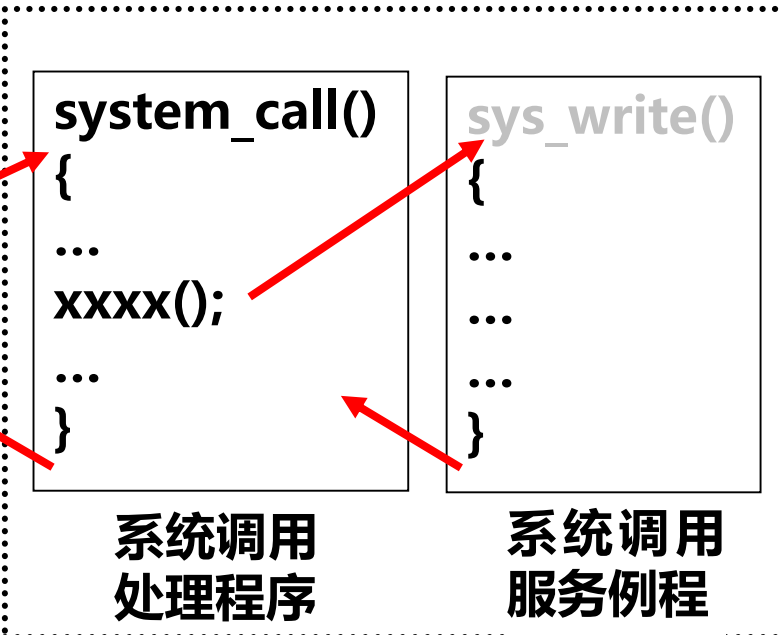 system_call()
{
...
xxxx();
...
}
系统调用
处理程序
sys_write()
{
...
...
...
}
系统调用
服务例程